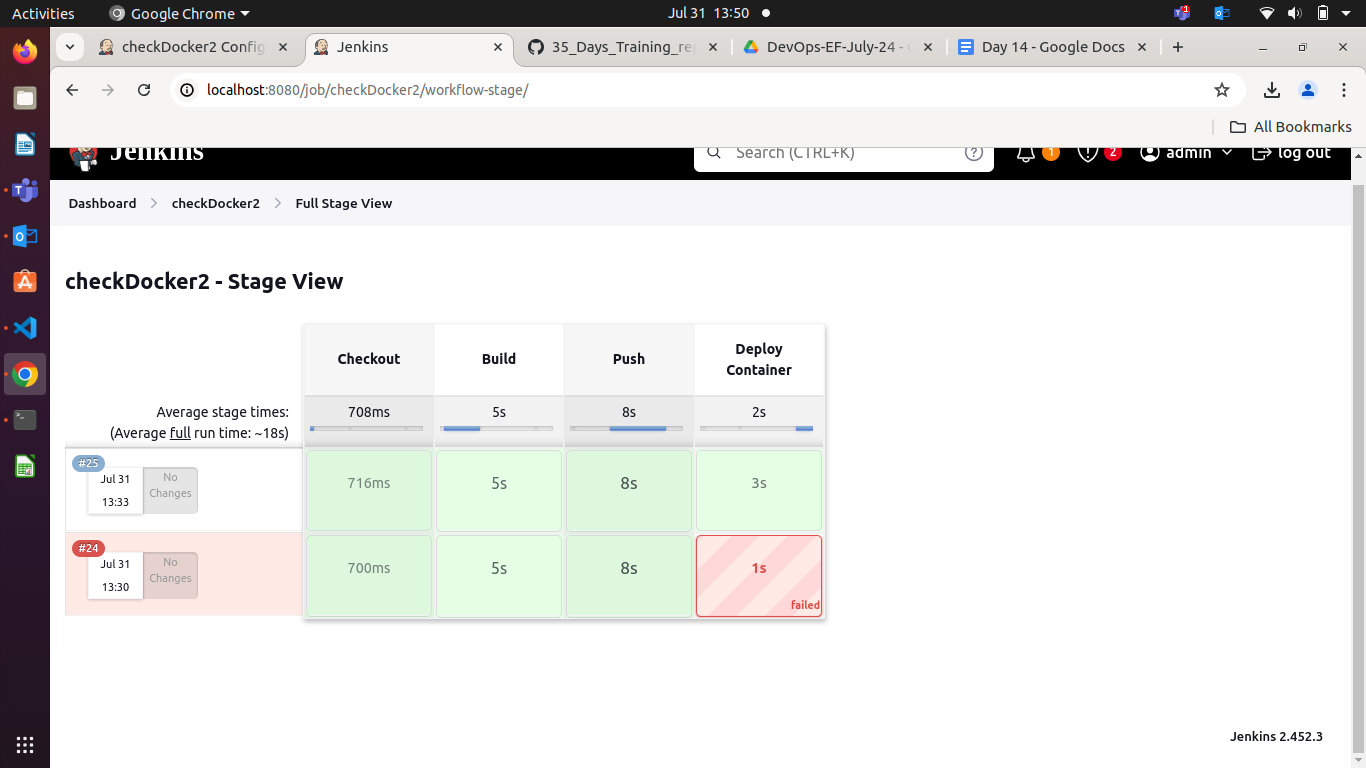 Activities
Google Chrome
Jul 31 13:50
1
checkDocker2 Config
Jenkins
35_Days_Training_rep
DevOps-EF-July-24 -
Day 14 - Google Docs
localhost:8080/job/checkDocker2/workflow-stage/
All Bookmarks
Jenkins
Search (CTRL+K)
1
2
admin
log out
Dashboard
checkDocker2
Full Stage View
checkDocker2 - Stage View
Checkout
Build
Push
Deploy
Container
Average stage times:
(Average full run time: ~18s)
708ms
5s
8s
2s
#25
Jul 31
13:33
No
Changes
716ms
5s
8s
3s
#24
Jul 31
13:30
No
Changes
700ms
5s
8s
1s
failed
Jenkins 2.452.3